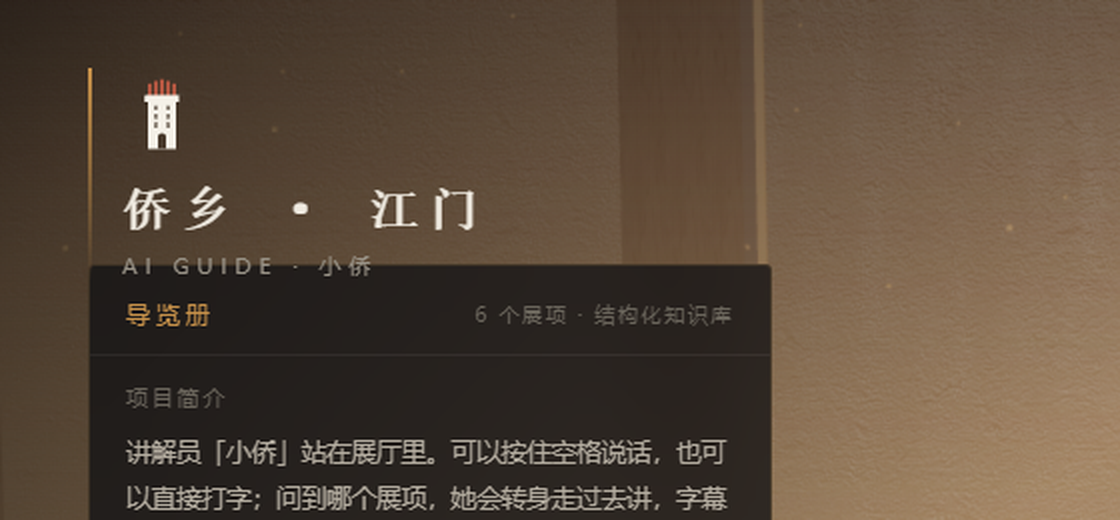 侨乡 • 江门
AI GUIDE · 小侨
导览册
6 个展项 · 结构化知识库
项目简介
讲解员「小侨」站在展厅里。可以按住空格说话，也可
以直接打字；问到哪个展项，她会转身走过去讲，字幕